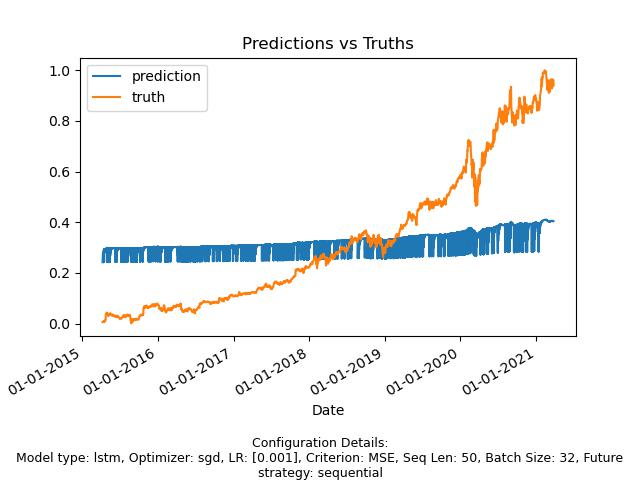 Predictions vs Truths
prediction
truth
1.0
0.8
0.6
0.4
0.2
0.0
01-01-2015
01-01-2016
01-01-2017
01-01-2018
01-01-2019
01-01-2020
01-01-2021
Date
Configuration Details:
Model type: lstm, Optimizer: sgd, LR: [0.001], Criterion: MSE, Seq Len: 50, Batch Size: 32, Future
strategy: sequential